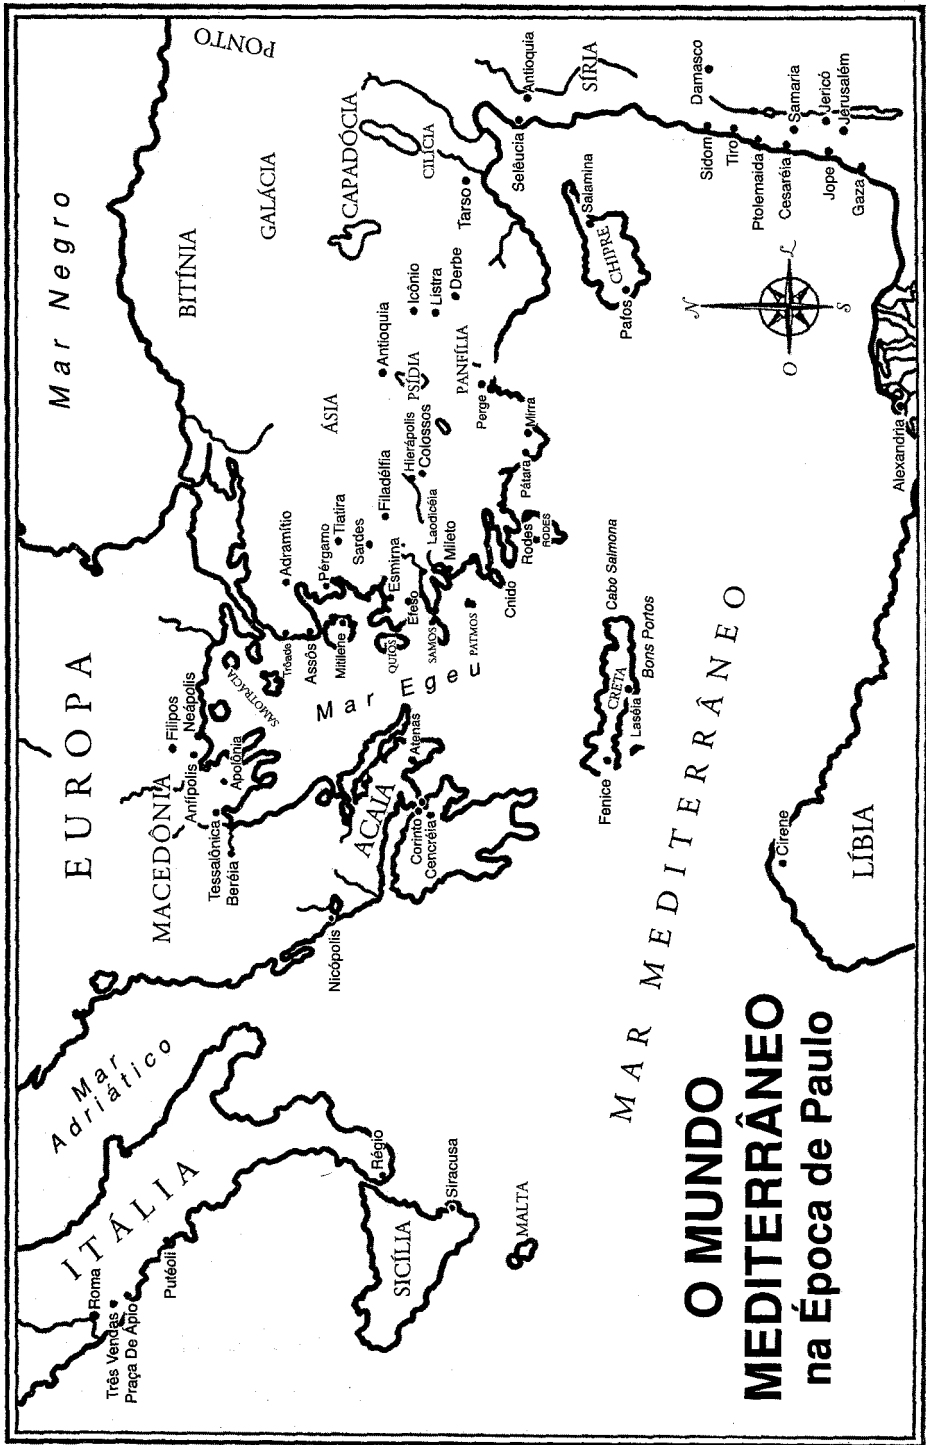 O MUNDO
MEDITERRÂNEO
na Época de Paulo
EUROPA
Mar Negro
PONTO
BITÍNIA
GALÁCIA
CAPADÓCIA
CILÍCIA
Tarso
ÁSIA
Antioquia
PSÍDIA
Icônio
Listra
Derbe
PANFÍLIA
Perge
Mirra
Pátara
Hierápolis
Colossos
Laodicéia
Filadélfia
Sardes
Tiatira
Pérgamo
Adramítio
Esmirna
Efeso
Mileto
Cnido
Rodes
RODES
PATMOS
SAMOS
QUIOS
Mitilene
Assôs
Trôade
SAMOTRÁCIA
Mar Egeu
MACEDÔNIA
Filipos
Neápolis
Anfípolis
Apolônia
Tessalônica
Beréia
ACAIA
Atenas
Corinto
Cencréia
Nicópolis
Mar
Adriático
ITÁLIA
Roma
Três Vendas
Praça De Ápio
Putéoli
Régio
SICÍLIA
Siracusa
MALTA
MAR MEDITERRÂNEO
CRETA
Fenice
Laséia
Bons Portos
Cabo Salmona
CHIPRE
Salamina
Pafos
Selêucia
Antioquia
SÍRIA
Damasco
Sidom
Tiro
Ptolemaida
Cesaréia
Samaria
Jope
Jericó
Jerusalém
Gaza
N
O
L
S
Alexandria
Cirene
LÍBIA